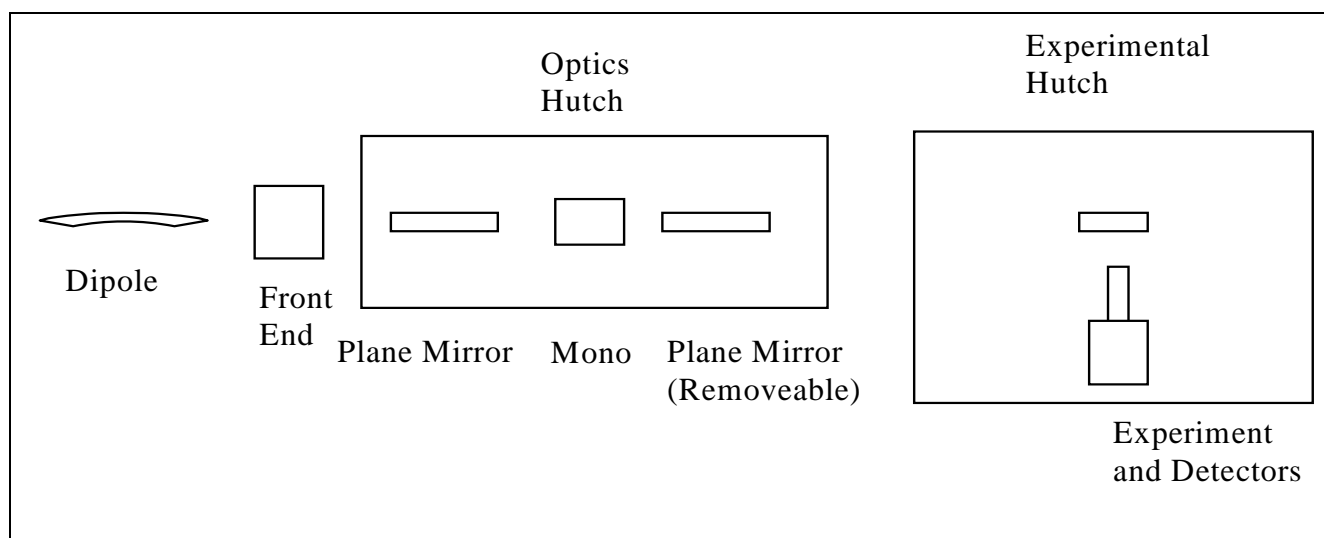 Optics
Hutch
Experimental
Hutch
Dipole
Front
End
Plane Mirror
Mono
Plane Mirror
(Removeable)
Experiment
and Detectors